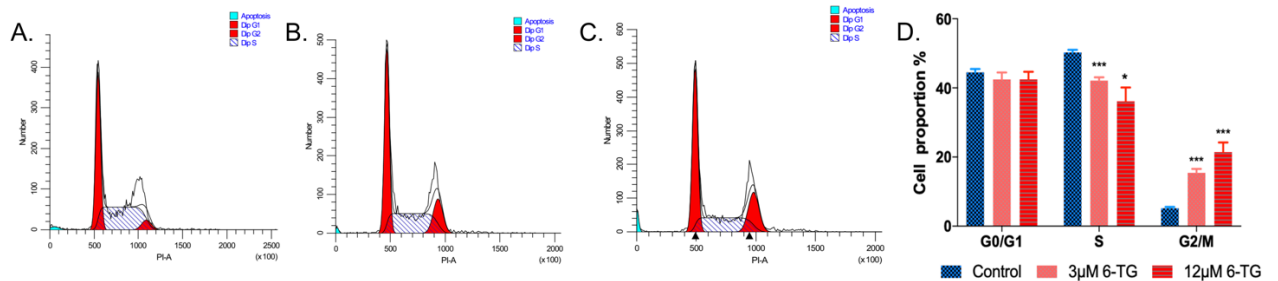 A.
Apoptosis
Dip G1
Dip G2
Dip S
Number
400
300
200
100
0
0 500 1000 1500 2000 2500
PI-A
(x100)
B.
Apoptosis
Dip G1
Dip G2
Dip S
Number
500
400
300
200
100
0
0 500 1000 1500 2000
PI-A
(x100)
C.
Apoptosis
Dip G1
Dip G2
Dip S
Number
600
500
400
300
200
100
0
0 500 1000 1500 2000
PI-A
(x100)
D.
Cell proportion %
60
40
20
0
***
*
***
***
G0/G1 S G2/M
Control 3μM 6-TG 12μM 6-TG